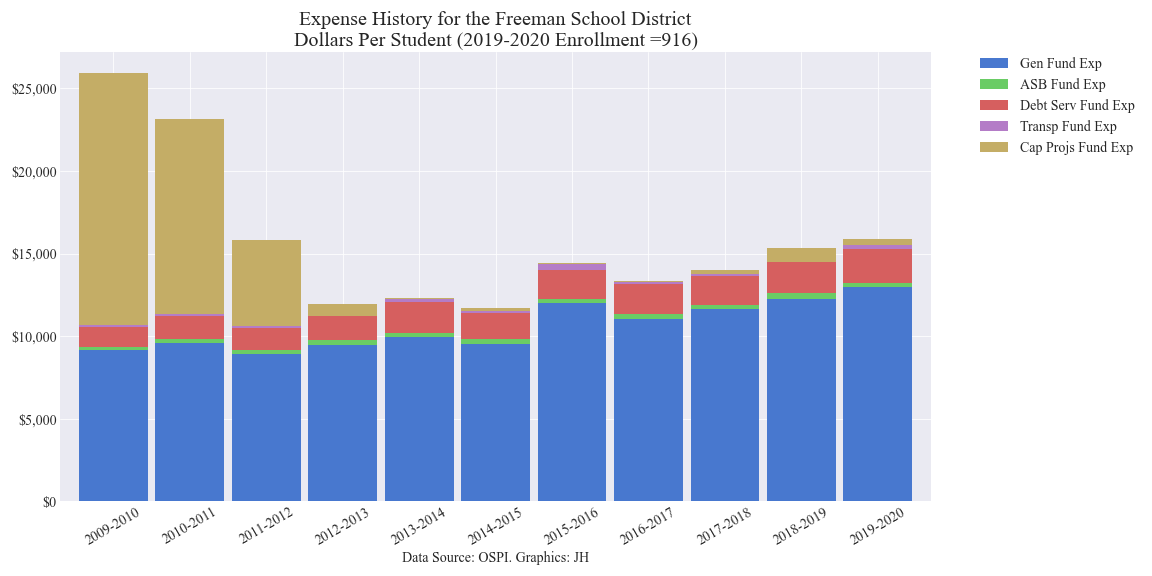 Expense History for the Freeman School District
Dollars Per Student (2019-2020 Enrollment =916)
Gen Fund Exp
ASB Fund Exp
Debt Serv Fund Exp
Transp Fund Exp
Cap Projs Fund Exp
$25,000
$20,000
$15,000
$10,000
$5,000
$0
2009-2010
2010-2011
2011-2012
2012-2013
2013-2014
2014-2015
2015-2016
2016-2017
2017-2018
2018-2019
2019-2020
Data Source: OSPI. Graphics: JH